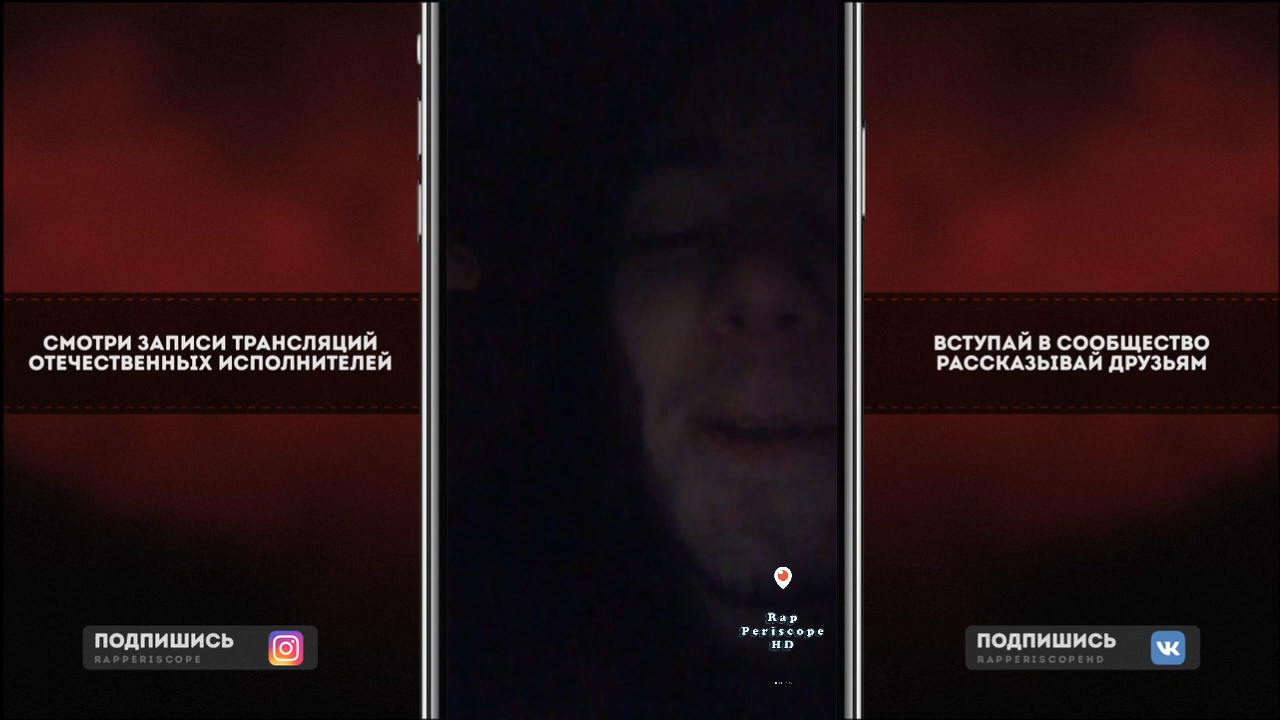 СМОТРИ ЗАПИСИ ТРАНСЛЯЦИЙ
ОТЕЧЕСТВЕННЫХ ИСПОЛНИТЕЛЕЙ
ВСТУПАЙ В СООБЩЕСТВО
РАССКАЗЫВАЙ ДРУЗЬЯМ
Rap
Periscope
HD
ПОДПИШИСЬ
RAPPERISCOPE
ПОДПИШИСЬ
RAPPERISCOPEHD